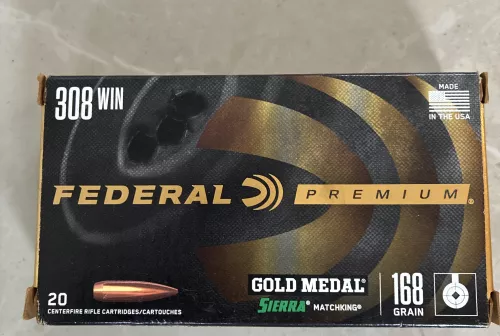 308 WIN
MADE
IN THE USA
FEDERAL PREMIUM®
20
CENTERFIRE RIFLE CARTRIDGES/CARTOUCHES
GOLD MEDAL®
SIERRA® MATCHKING®
168
GRAIN